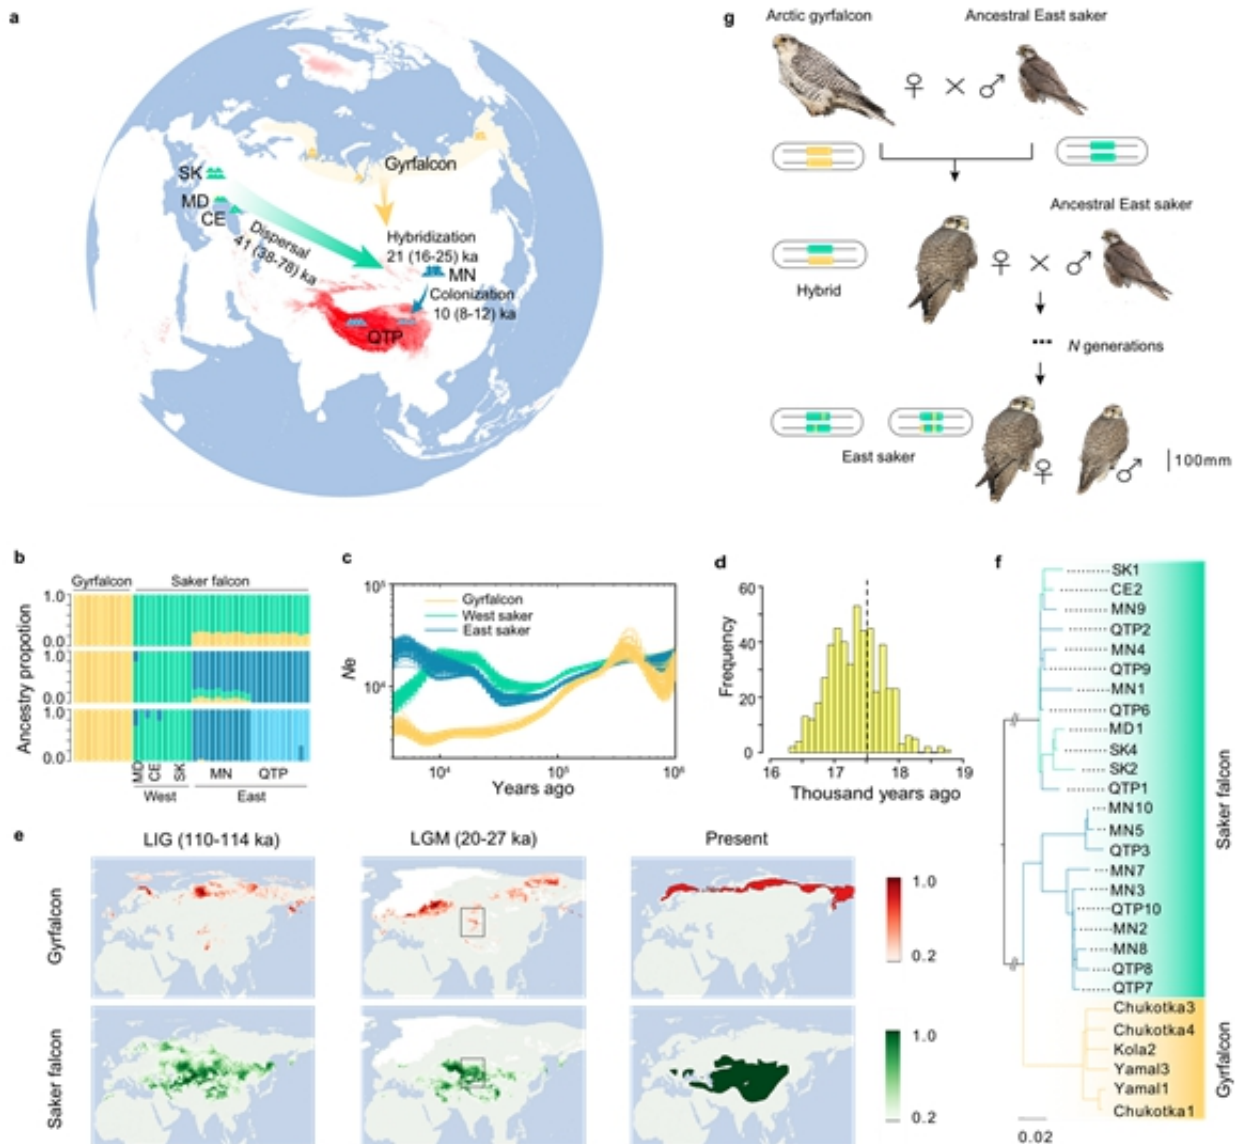 a
SK
MD
CE
Gyrfalcon
Dispersal
41 (38-78) ka
Hybridization
21 (16-25) ka
MN
Colonization
10 (8-12) ka
QTP
g
Arctic gyrfalcon
Ancestral East saker
♀ × ♂
Ancestral East saker
♀ × ♂
Hybrid
... N generations
East saker
♀
♂
100mm
b
Gyrfalcon
Saker falcon
Ancestry propotion
1.0
0.0
1.0
0.0
1.0
0.0
MD
CE
SK
MN
QTP
West
East
c
Ne
10⁵
10⁴
Gyrfalcon
West saker
East saker
10⁴
10⁵
10⁶
Years ago
d
Frequency
60
40
20
0
16
17
18
19
Thousand years ago
e
LIG (110-114 ka)
LGM (20-27 ka)
Present
Gyrfalcon
1.0
0.2
Saker falcon
1.0
0.2
f
SK1
CE2
MN9
QTP2
MN4
QTP9
MN1
QTP6
MD1
SK4
SK2
QTP1
MN10
MN5
QTP3
MN7
MN3
QTP10
MN2
MN8
QTP8
QTP7
Chukotka3
Chukotka4
Kola2
Yamal3
Yamal1
Chukotka1
Saker falcon
Gyrfalcon
0.02